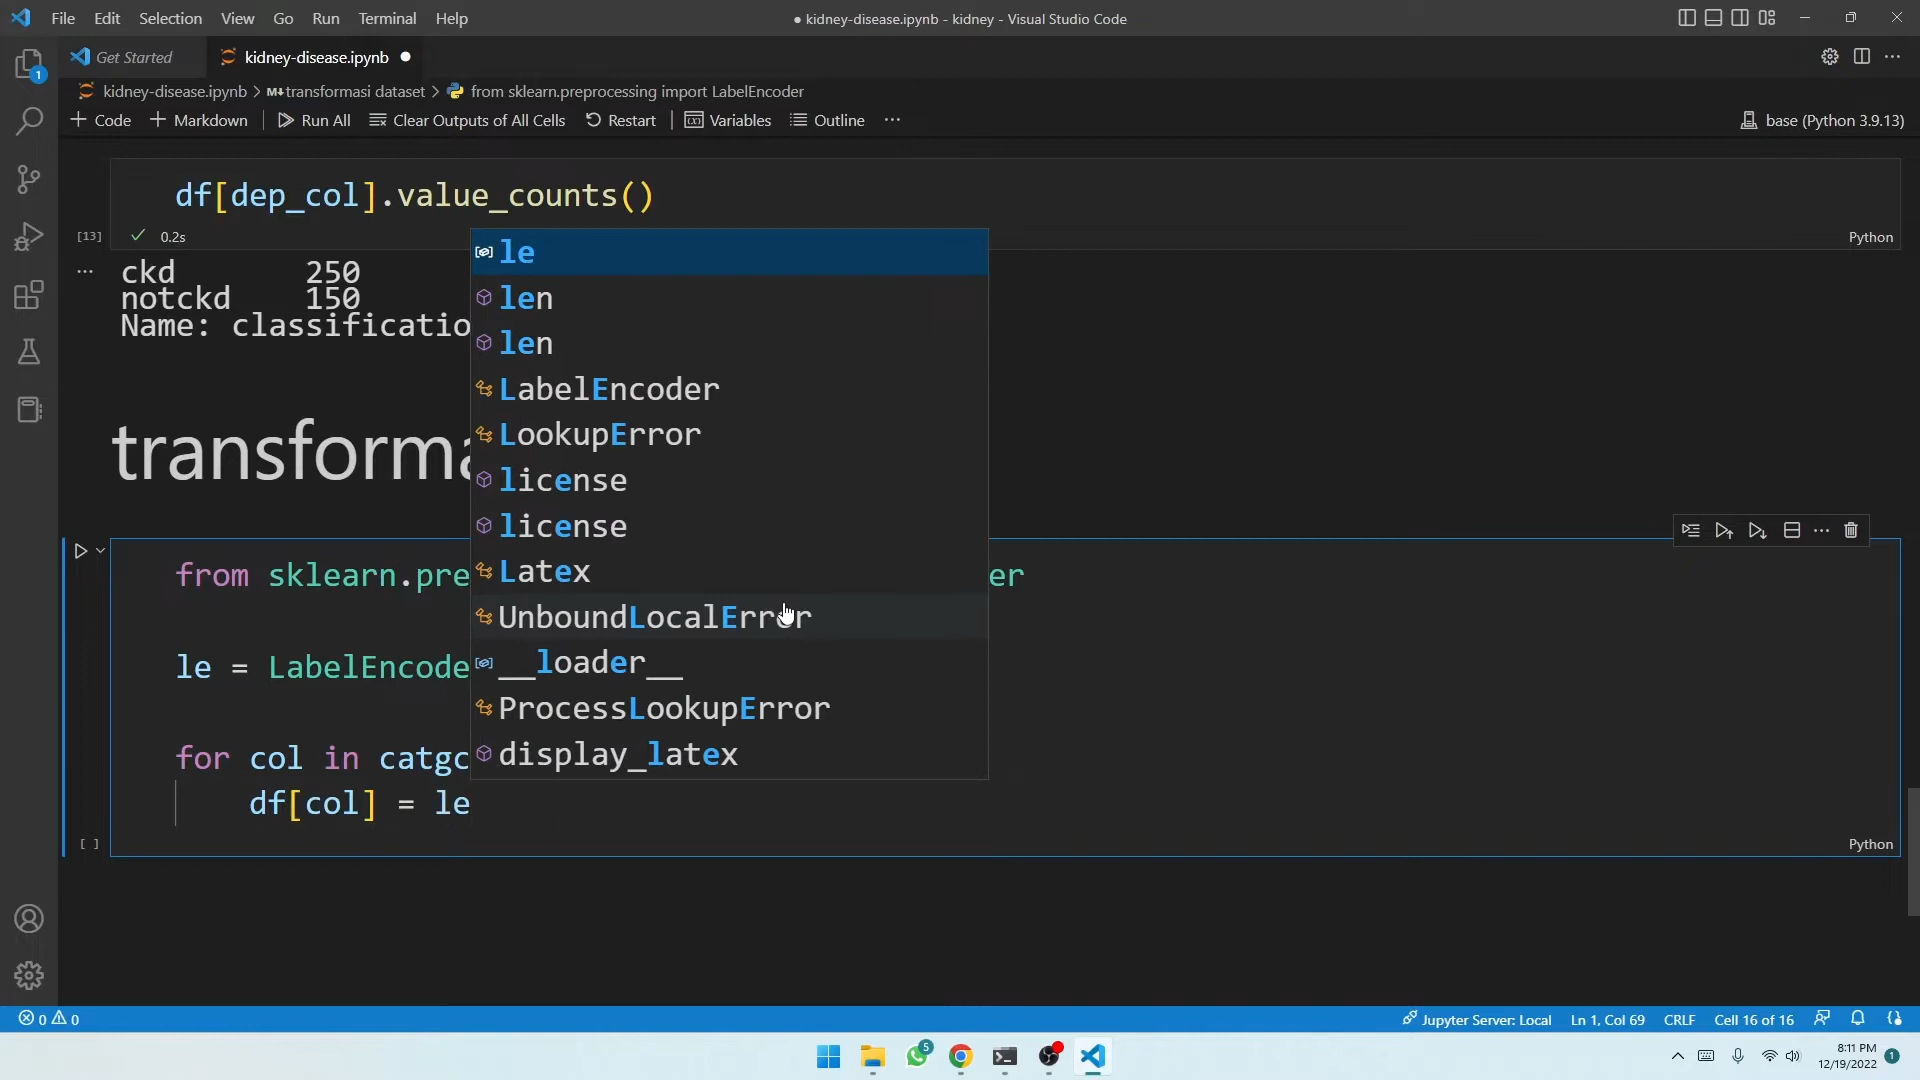 File Edit Selection View Go Run Terminal Help
● kidney-disease.ipynb - kidney - Visual Studio Code
Get Started
kidney-disease.ipynb ●
kidney-disease.ipynb > M↓transformasi dataset > from sklearn.preprocessing import LabelEncoder
+ Code + Markdown Run All Clear Outputs of All Cells Restart Variables Outline ···
base (Python 3.9.13)
1
df[dep_col].value_counts()
[13] ✓ 0.2s
Python
ckd 250
notckd 150
Name: classificatio
le
len
len
LabelEncoder
LookupError
license
license
Latex
UnboundLocalError
__loader__
ProcessLookupError
display_latex
transforma
from sklearn.pre er
le = LabelEncode
for col in catgc
df[col] = le
[ ]
Python
0 0
Jupyter Server: Local Ln 1, Col 69 CRLF Cell 16 of 16
5
8:11 PM
12/19/2022
1